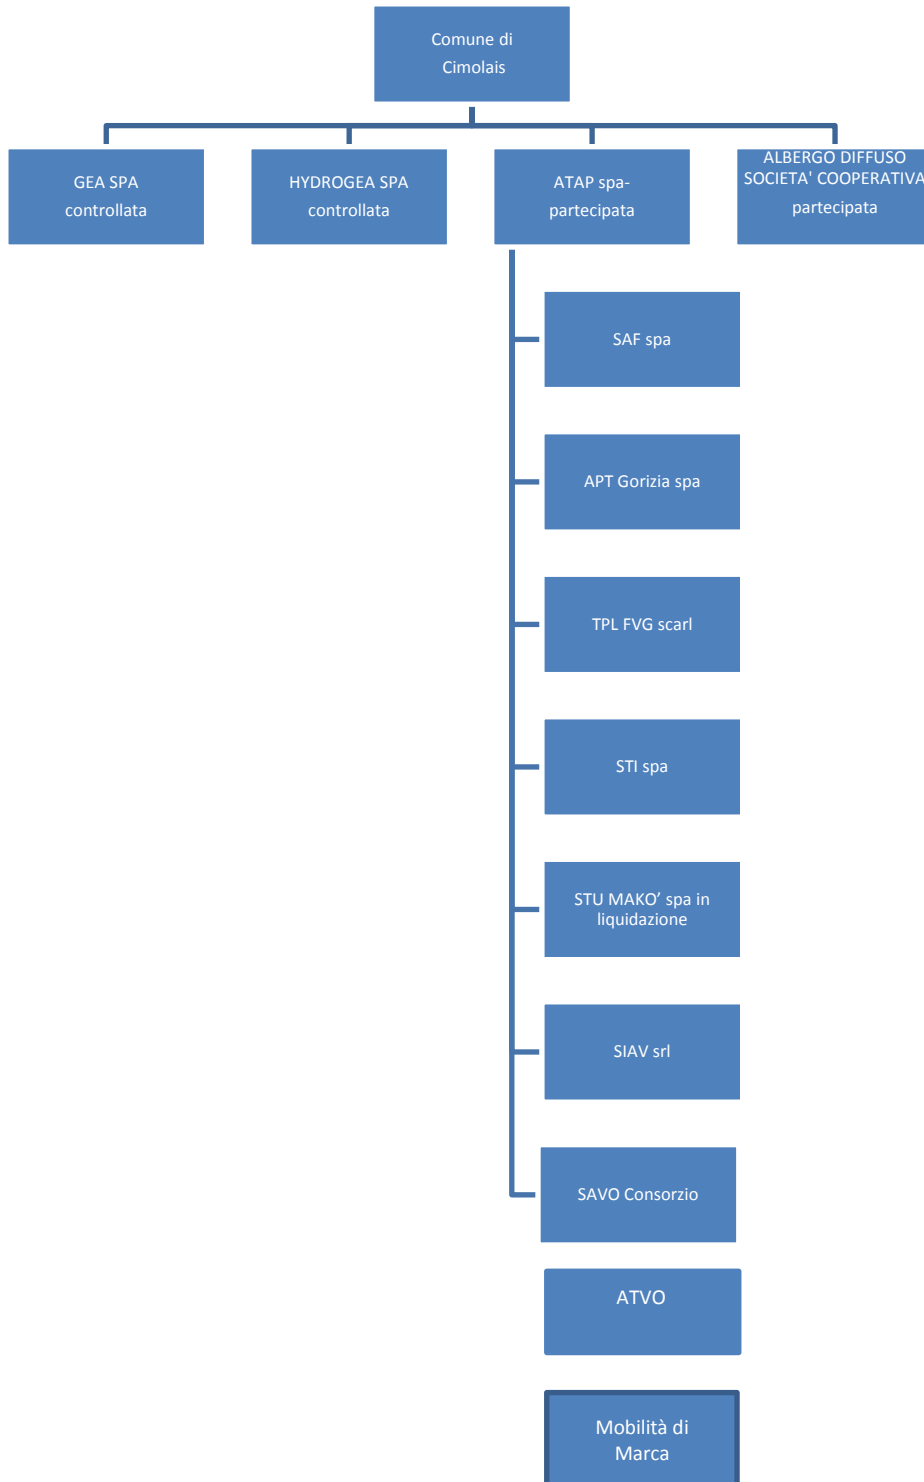 Comune di
Cimolais
GEA SPA
controllata
HYDROGEA SPA
controllata
ATAP spa-
partecipata
ALBERGO DIFFUSO
SOCIETA' COOPERATIVA
partecipata
SAF spa
APT Gorizia spa
TPL FVG scarl
STI spa
STU MAKO’ spa in
liquidazione
SIAV srl
SAVO Consorzio
ATVO
Mobilità di
Marca